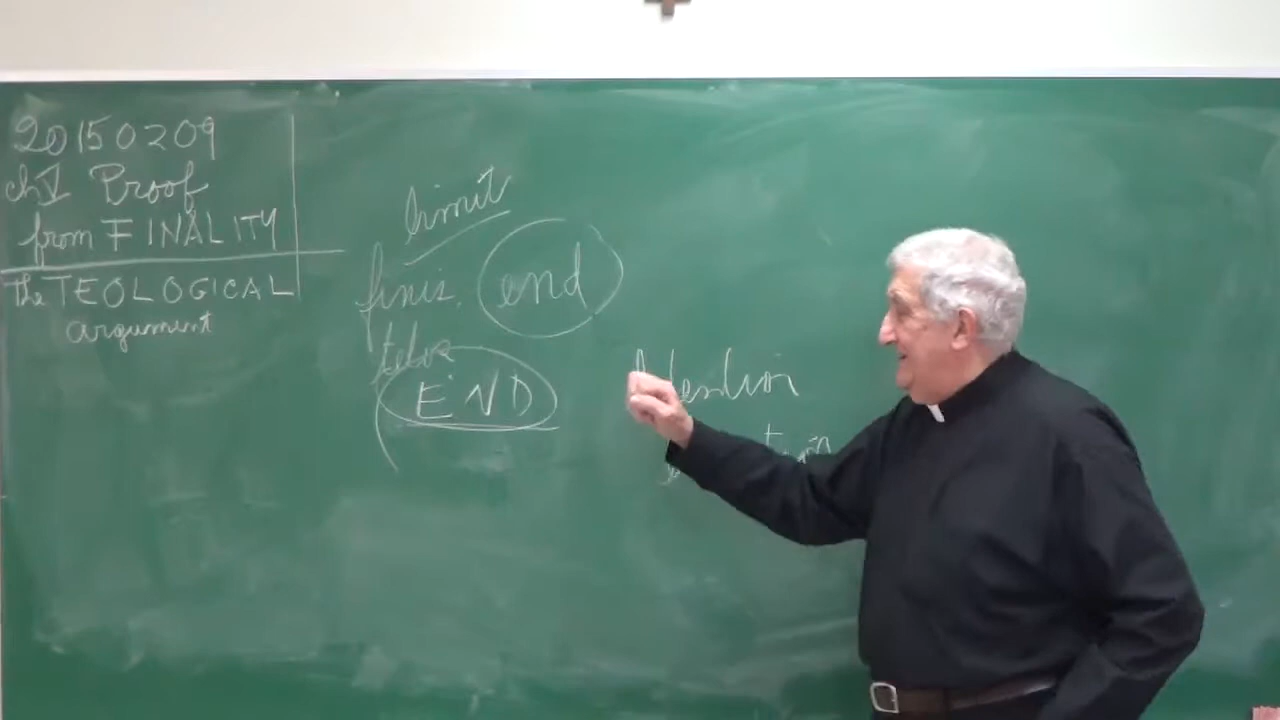 20150209
ch V Proof
from FINALITY
the TEOLOGICAL
argument
limit
finis. end
telos
END